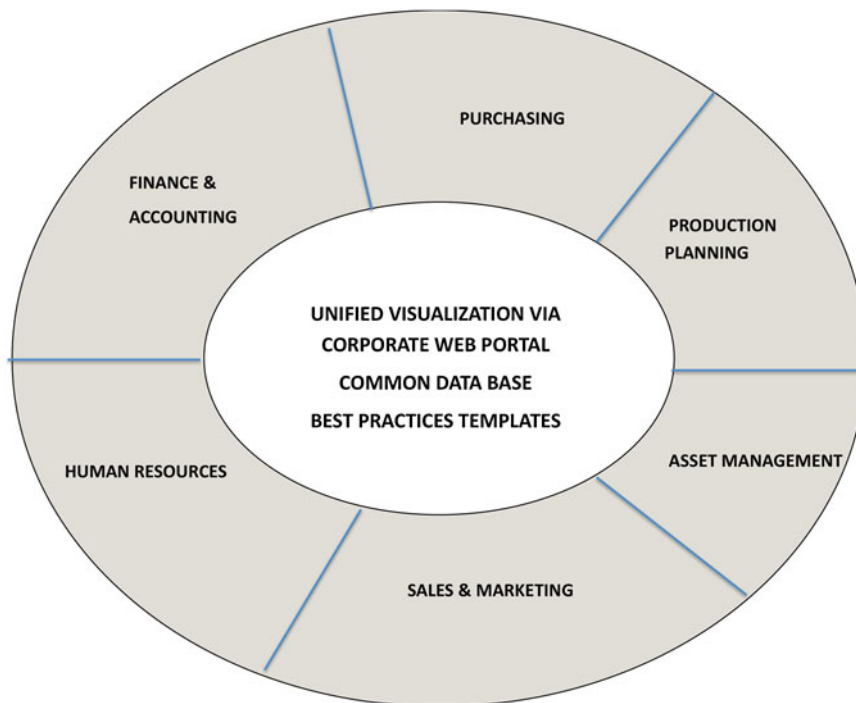 PURCHASING
FINANCE &
ACCOUNTING
PRODUCTION
PLANNING
UNIFIED VISUALIZATION VIA
CORPORATE WEB PORTAL
COMMON DATA BASE
BEST PRACTICES TEMPLATES
HUMAN RESOURCES
ASSET MANAGEMENT
SALES & MARKETING